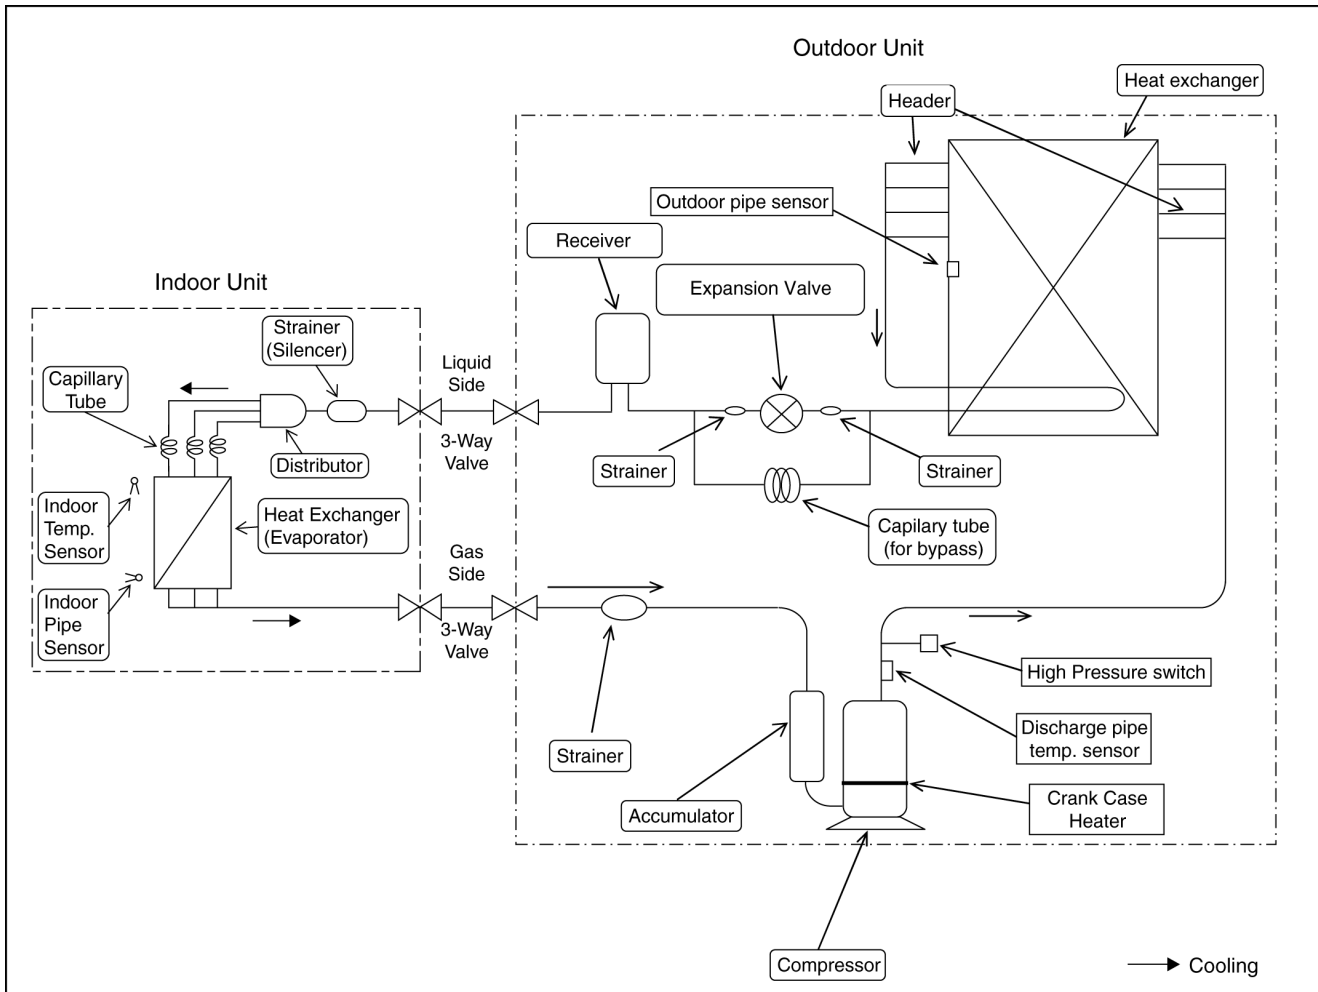 Outdoor Unit
Heat exchanger
Header
Outdoor pipe sensor
Receiver
Expansion Valve
Indoor Unit
Strainer
(Silencer)
Capillary
Tube
Liquid
Side
3-Way
Valve
Distributor
Strainer
Strainer
Indoor
Temp.
Sensor
Heat Exchanger
(Evaporator)
Capilary tube
(for bypass)
Gas
Side
Indoor
Pipe
Sensor
3-Way
Valve
High Pressure switch
Discharge pipe
temp. sensor
Strainer
Accumulator
Crank Case
Heater
Compressor
Cooling